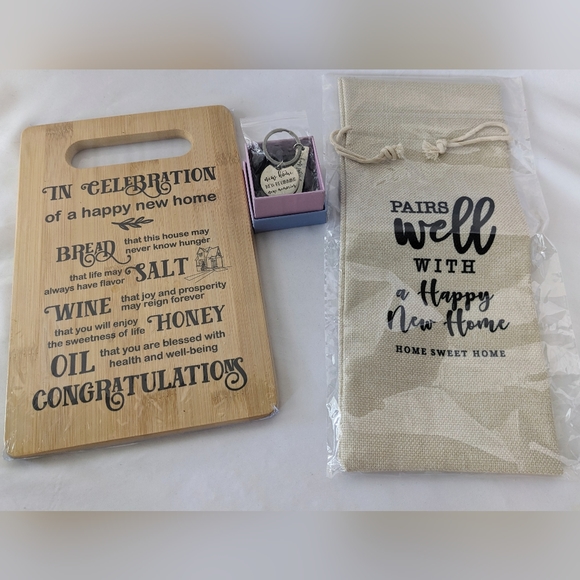 IN CELEBRATION
of a happy new home
BREAD that this house may
never know hunger
that life may
always have flavor SALT
WINE that joy and prosperity
may reign forever
that you will enjoy
the sweetness of life HONEY
OIL that you are blessed with
health and well-being
CONGRATULATIONS
new home
PAIRS
well
WITH
a Happy
New Home
HOME SWEET HOME